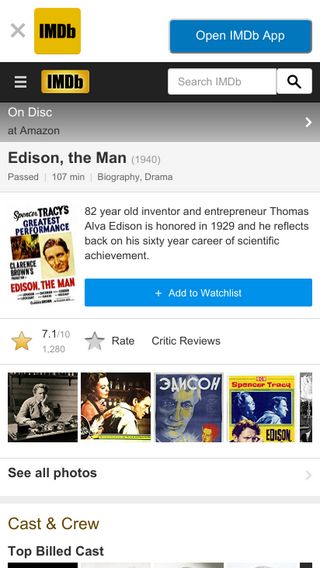 IMDb
Open IMDb App
IMDb
Search IMDb
On Disc
at Amazon
Edison, the Man (1940)
Passed | 107 min | Biography, Drama
Spencer TRACY'S
GREATEST
PERFORMANCE
CLARENCE
BROWN'S
EDISON, THE MAN
82 year old inventor and entrepreneur Thomas
Alva Edison is honored in 1929 and he reflects
back on his sixty year career of scientific
achievement.
+ Add to Watchlist
7.1/10
1,280
Rate
Critic Reviews
ЭДИСОН
Spencer Tracy
EDISON
See all photos
Cast & Crew
Top Billed Cast